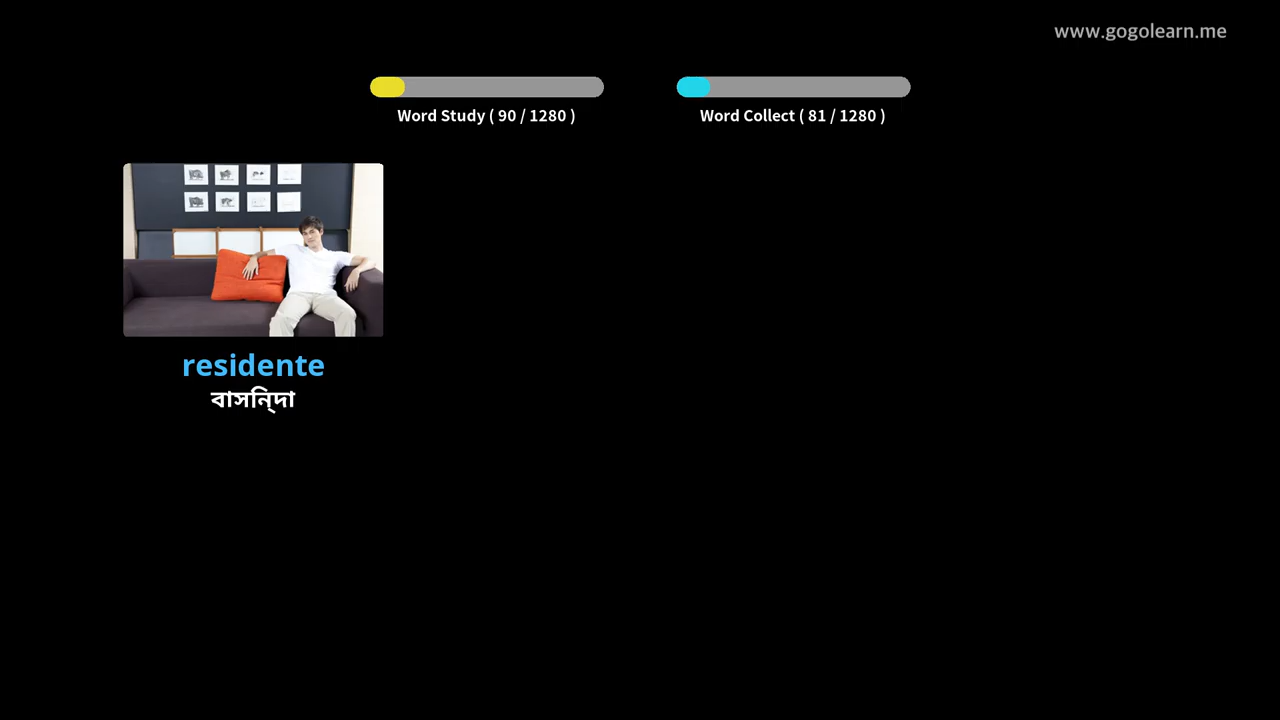 www.gogolearn.me
Word Study ( 90 / 1280 )
Word Collect ( 81 / 1280 )
residente
বাসিন্দা